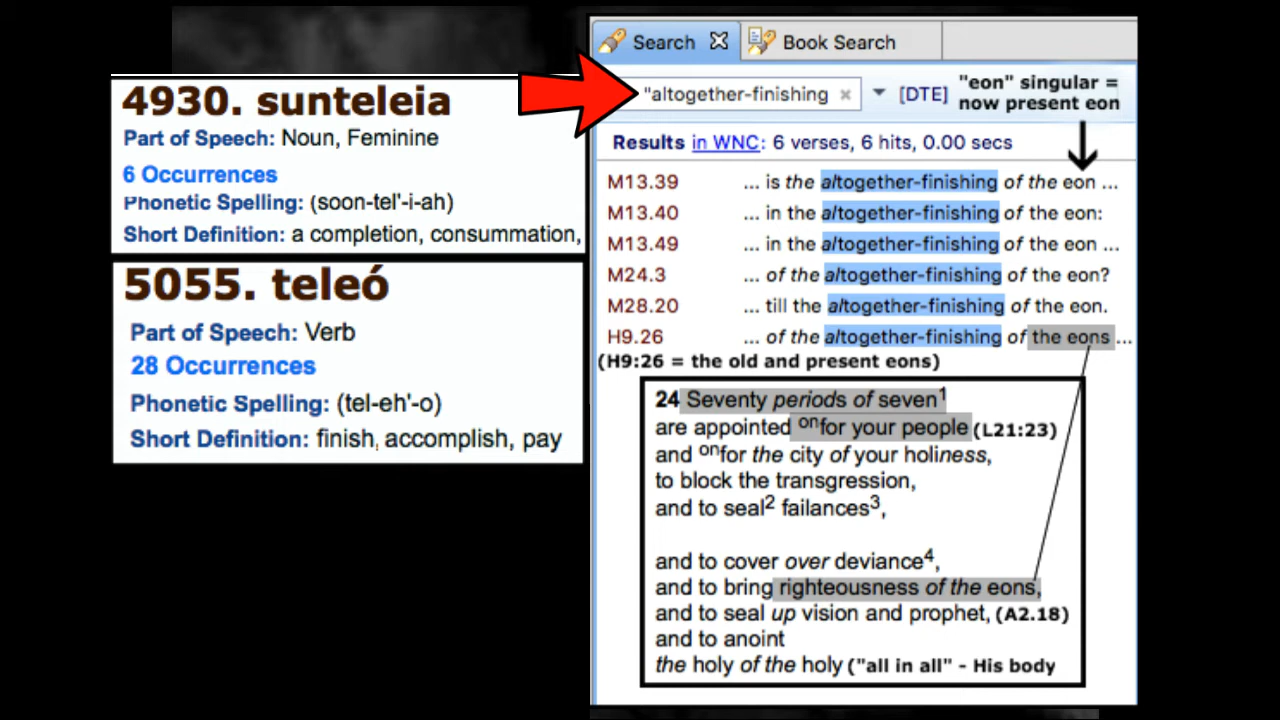 4930. sunteleia
Part of Speech: Noun, Feminine
6 Occurrences
Phonetic Spelling: (soon-tel'-i-ah)
Short Definition: a completion, consummation,
5055. teleó
Part of Speech: Verb
28 Occurrences
Phonetic Spelling: (tel-eh'-o)
Short Definition: finish, accomplish, pay
Search Book Search
"altogether-finishing × [DTE] "eon" singular =
now present eon
Results in WNC: 6 verses, 6 hits, 0.00 secs
M13.39 ... is the altogether-finishing of the eon ...
M13.40 ... in the altogether-finishing of the eon:
M13.49 ... in the altogether-finishing of the eon ...
M24.3 ... of the altogether-finishing of the eon?
M28.20 ... till the altogether-finishing of the eon.
H9.26 ... of the altogether-finishing of the eons ...
(H9:26 = the old and present eons)
24 Seventy periods of seven1
are appointed onfor your people (L21:23)
and onfor the city of your holiness,
to block the transgression,
and to seal2 failances3,
and to cover over deviance4,
and to bring righteousness of the eons,
and to seal up vision and prophet, (A2.18)
and to anoint
the holy of the holy ("all in all" - His body